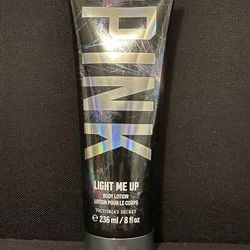 PINK
LIGHT ME UP
BODY LOTION
LOTION POUR LE CORPS
VICTORIA'S SECRET
e 236 ml / 8 fl oz